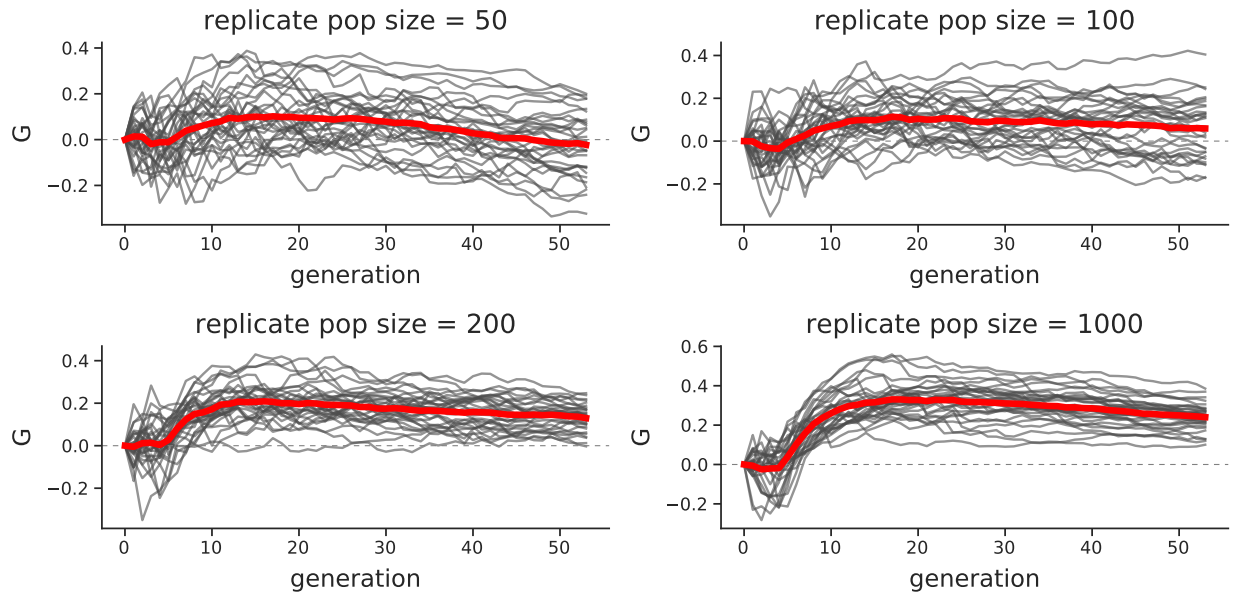 replicate pop size = 50
0.4
0.2
0.0
−0.2
G
0 10 20 30 40 50
generation
replicate pop size = 100
0.4
0.2
0.0
−0.2
G
0 10 20 30 40 50
generation
replicate pop size = 200
0.4
0.2
0.0
−0.2
G
0 10 20 30 40 50
generation
replicate pop size = 1000
0.6
0.4
0.2
0.0
−0.2
G
0 10 20 30 40 50
generation